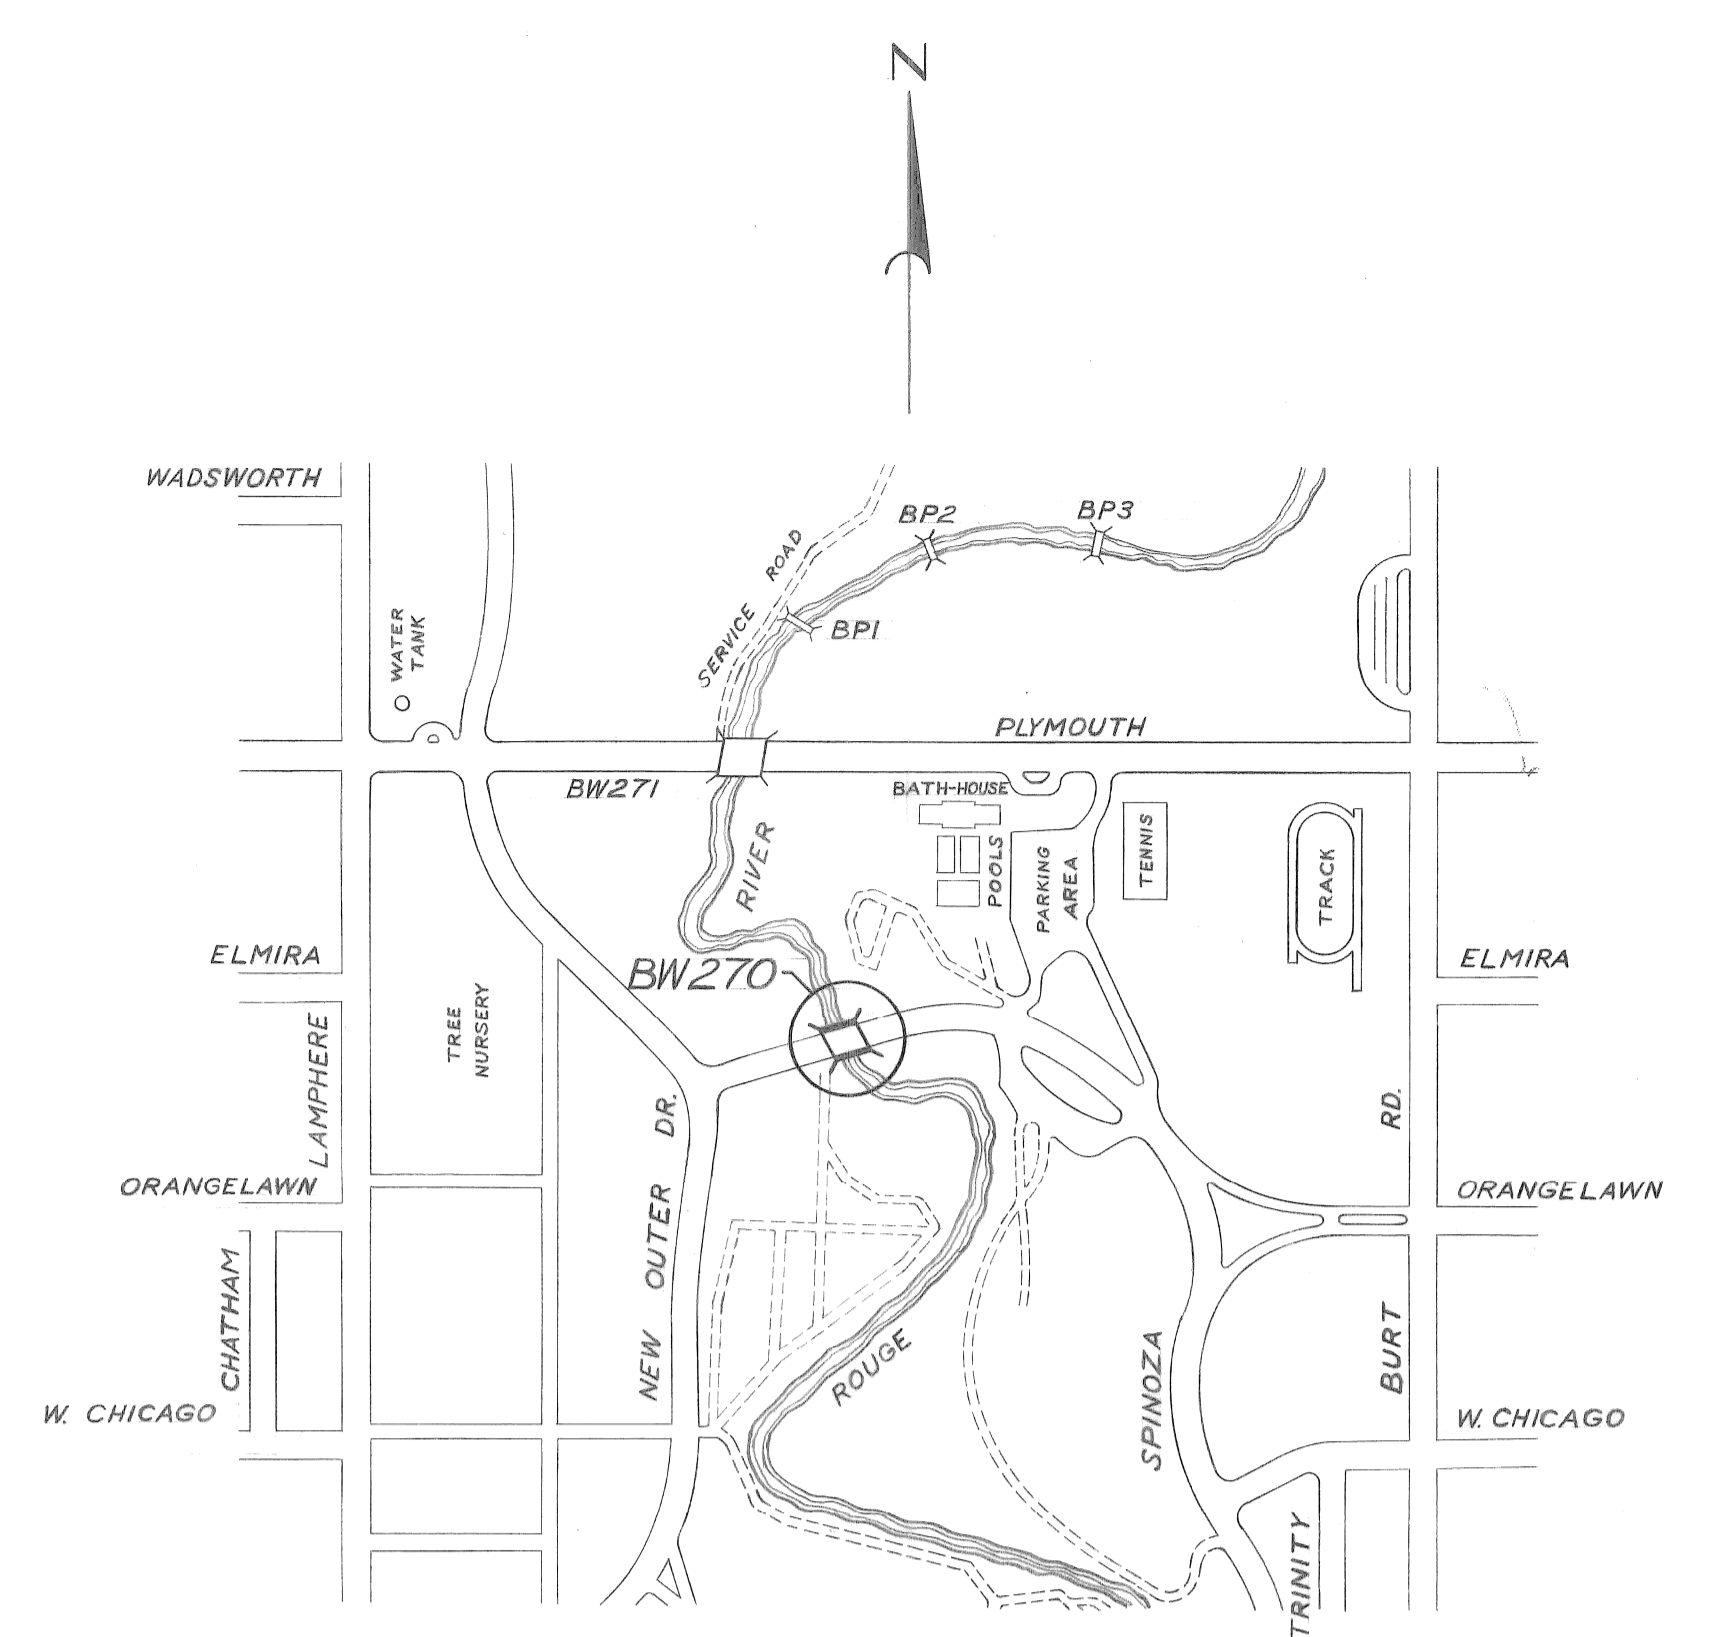 N
WADSWORTH
BP2
BP3
SERVICE ROAD
WATER
TANK
BP1
PLYMOUTH
BW271
BATH-HOUSE
RIVER
POOLS
PARKING
AREA
TENNIS
TRACK
ELMIRA
BW270
ELMIRA
TREE
NURSERY
LAMPHERE
NEW OUTER DR.
BURT RD.
ORANGELAWN
ORANGELAWN
CHATHAM
ROUGE
SPINOZA
W. CHICAGO
W. CHICAGO
TRINITY